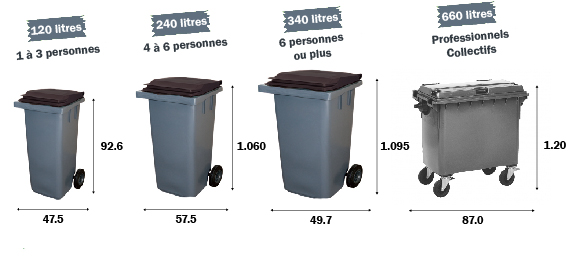 120 litres
1 à 3 personnes
240 litres
4 à 6 personnes
340 litres
6 personnes
ou plus
660 litres
Professionnels
Collectifs
92.6
1.060
1.095
1.20
47.5
57.5
49.7
87.0